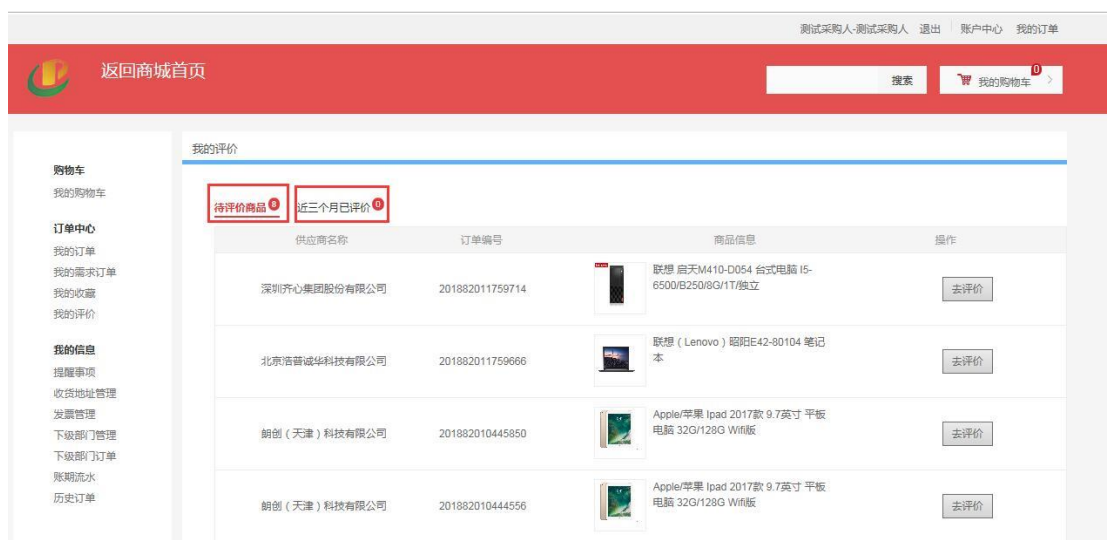 测试采购人-测试采购人 退出 账户中心 我的订单
返回商城首页
搜索
我的购物车 0
我的评价
购物车
我的购物车
订单中心
我的订单
我的需求订单
我的收藏
我的评价
我的信息
提醒事项
收货地址管理
发票管理
下级部门管理
下级部门订单
账期流水
历史订单
待评价商品 8 近三个月已评价 0
供应商名称 订单编号 商品信息 操作
深圳齐心集团股份有限公司 201882011759714 联想 启天M410-D054 台式电脑 I5-
6500/B250/8G/1T/独立 去评价
北京浩普诚华科技有限公司 201882011759666 联想（Lenovo）昭阳E42-80104 笔记
本 去评价
朗创（天津）科技有限公司 201882010445850 Apple/苹果 Ipad 2017款 9.7英寸 平板
电脑 32G/128G Wifi版 去评价
朗创（天津）科技有限公司 201882010444556 Apple/苹果 Ipad 2017款 9.7英寸 平板
电脑 32G/128G Wifi版 去评价